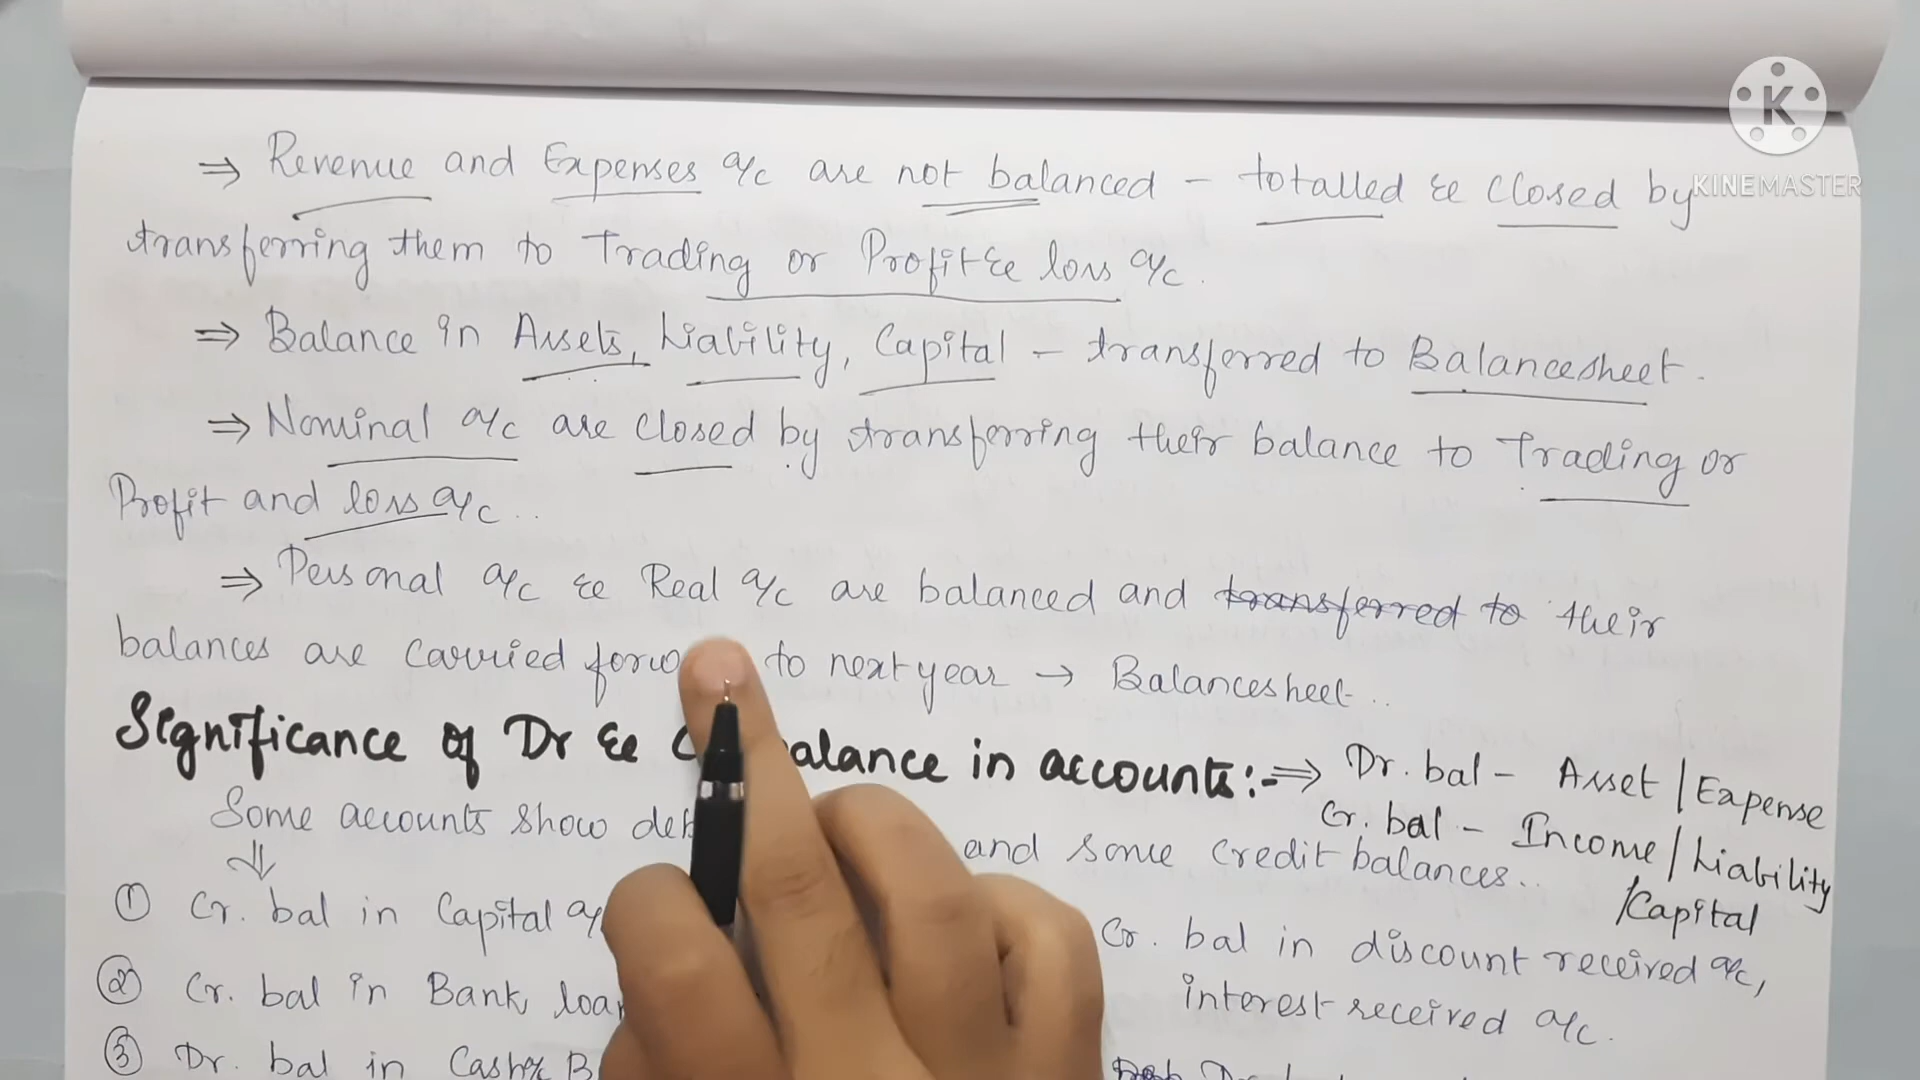 ⇒ Revenue and Expenses a/c are not balanced - totalled & closed by
transferring them to Trading or Profit & loss a/c.
⇒ Balance in Assets, Liability, Capital - transferred to Balancesheet.
⇒ Nominal a/c are closed by transferring their balance to Trading or
Profit and loss a/c..
⇒ Personal a/c & Real a/c are balanced and transferred to their
balances are carried to next year → Balancesheet..
Significance of Dr & balance in accounts:-⇒ Dr. bal - Asset / Expense
Cr. bal - Income / Liability
/Capital
Some accounts show and some credit balances..
① Cr. bal in Capital a/c
Cr. bal in discount received a/c,
interest received a/c.
② Cr. bal in Bank
③ Dr. bal in Cash a/c
K
KINEMASTER